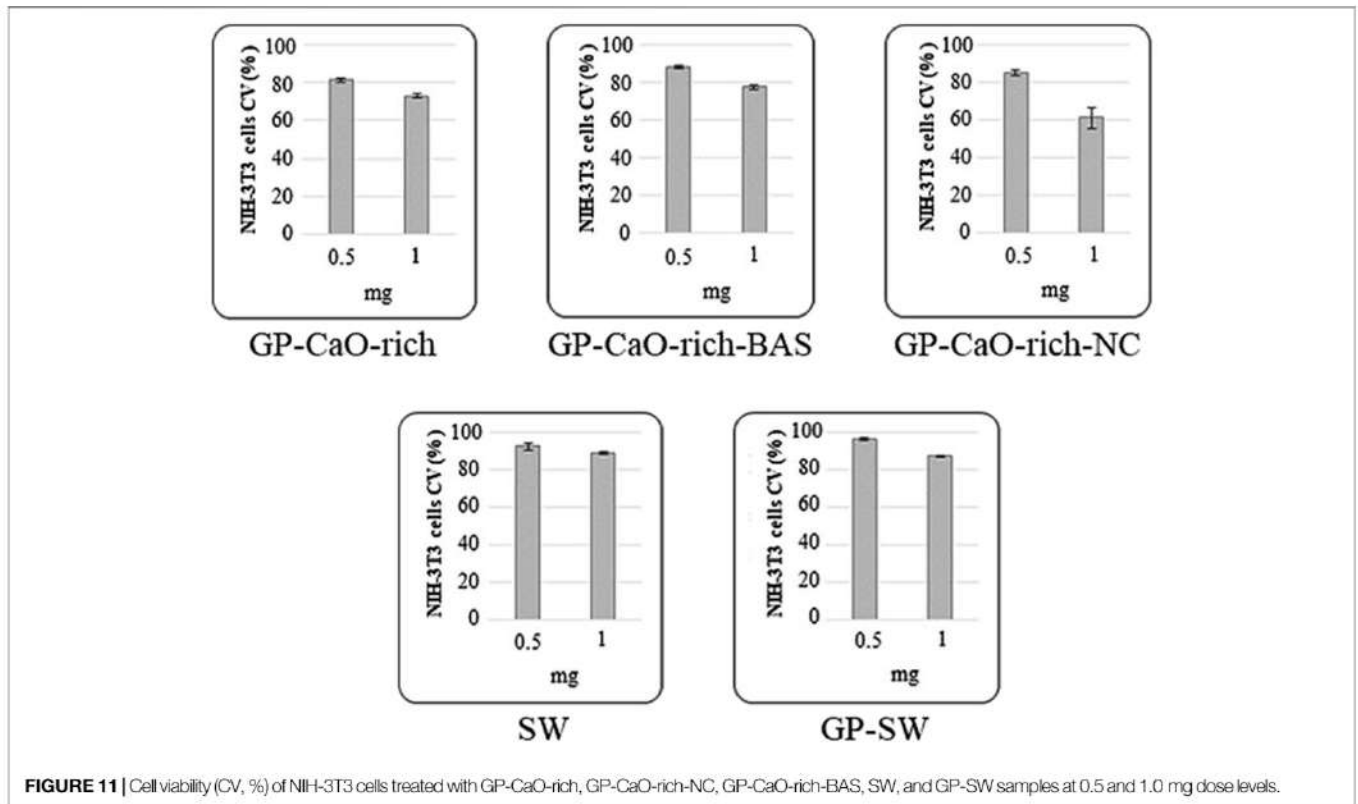 NIH-3T3 cells CV (%)
100
80
60
40
20
0
0.5 1
mg
GP-CaO-rich
NIH-3T3 cells CV (%)
100
80
60
40
20
0
0.5 1
mg
GP-CaO-rich-BAS
NIH-3T3 cells CV (%)
100
80
60
40
20
0
0.5 1
mg
GP-CaO-rich-NC
NIH-3T3 cells CV (%)
100
80
60
40
20
0
0.5 1
mg
SW
NIH-3T3 cells CV (%)
100
80
60
40
20
0
0.5 1
mg
GP-SW
FIGURE 11 | Cell viability (CV, %) of NIH-3T3 cells treated with GP-CaO-rich, GP-CaO-rich-NC, GP-CaO-rich-BAS, SW, and GP-SW samples at 0.5 and 1.0 mg dose levels.